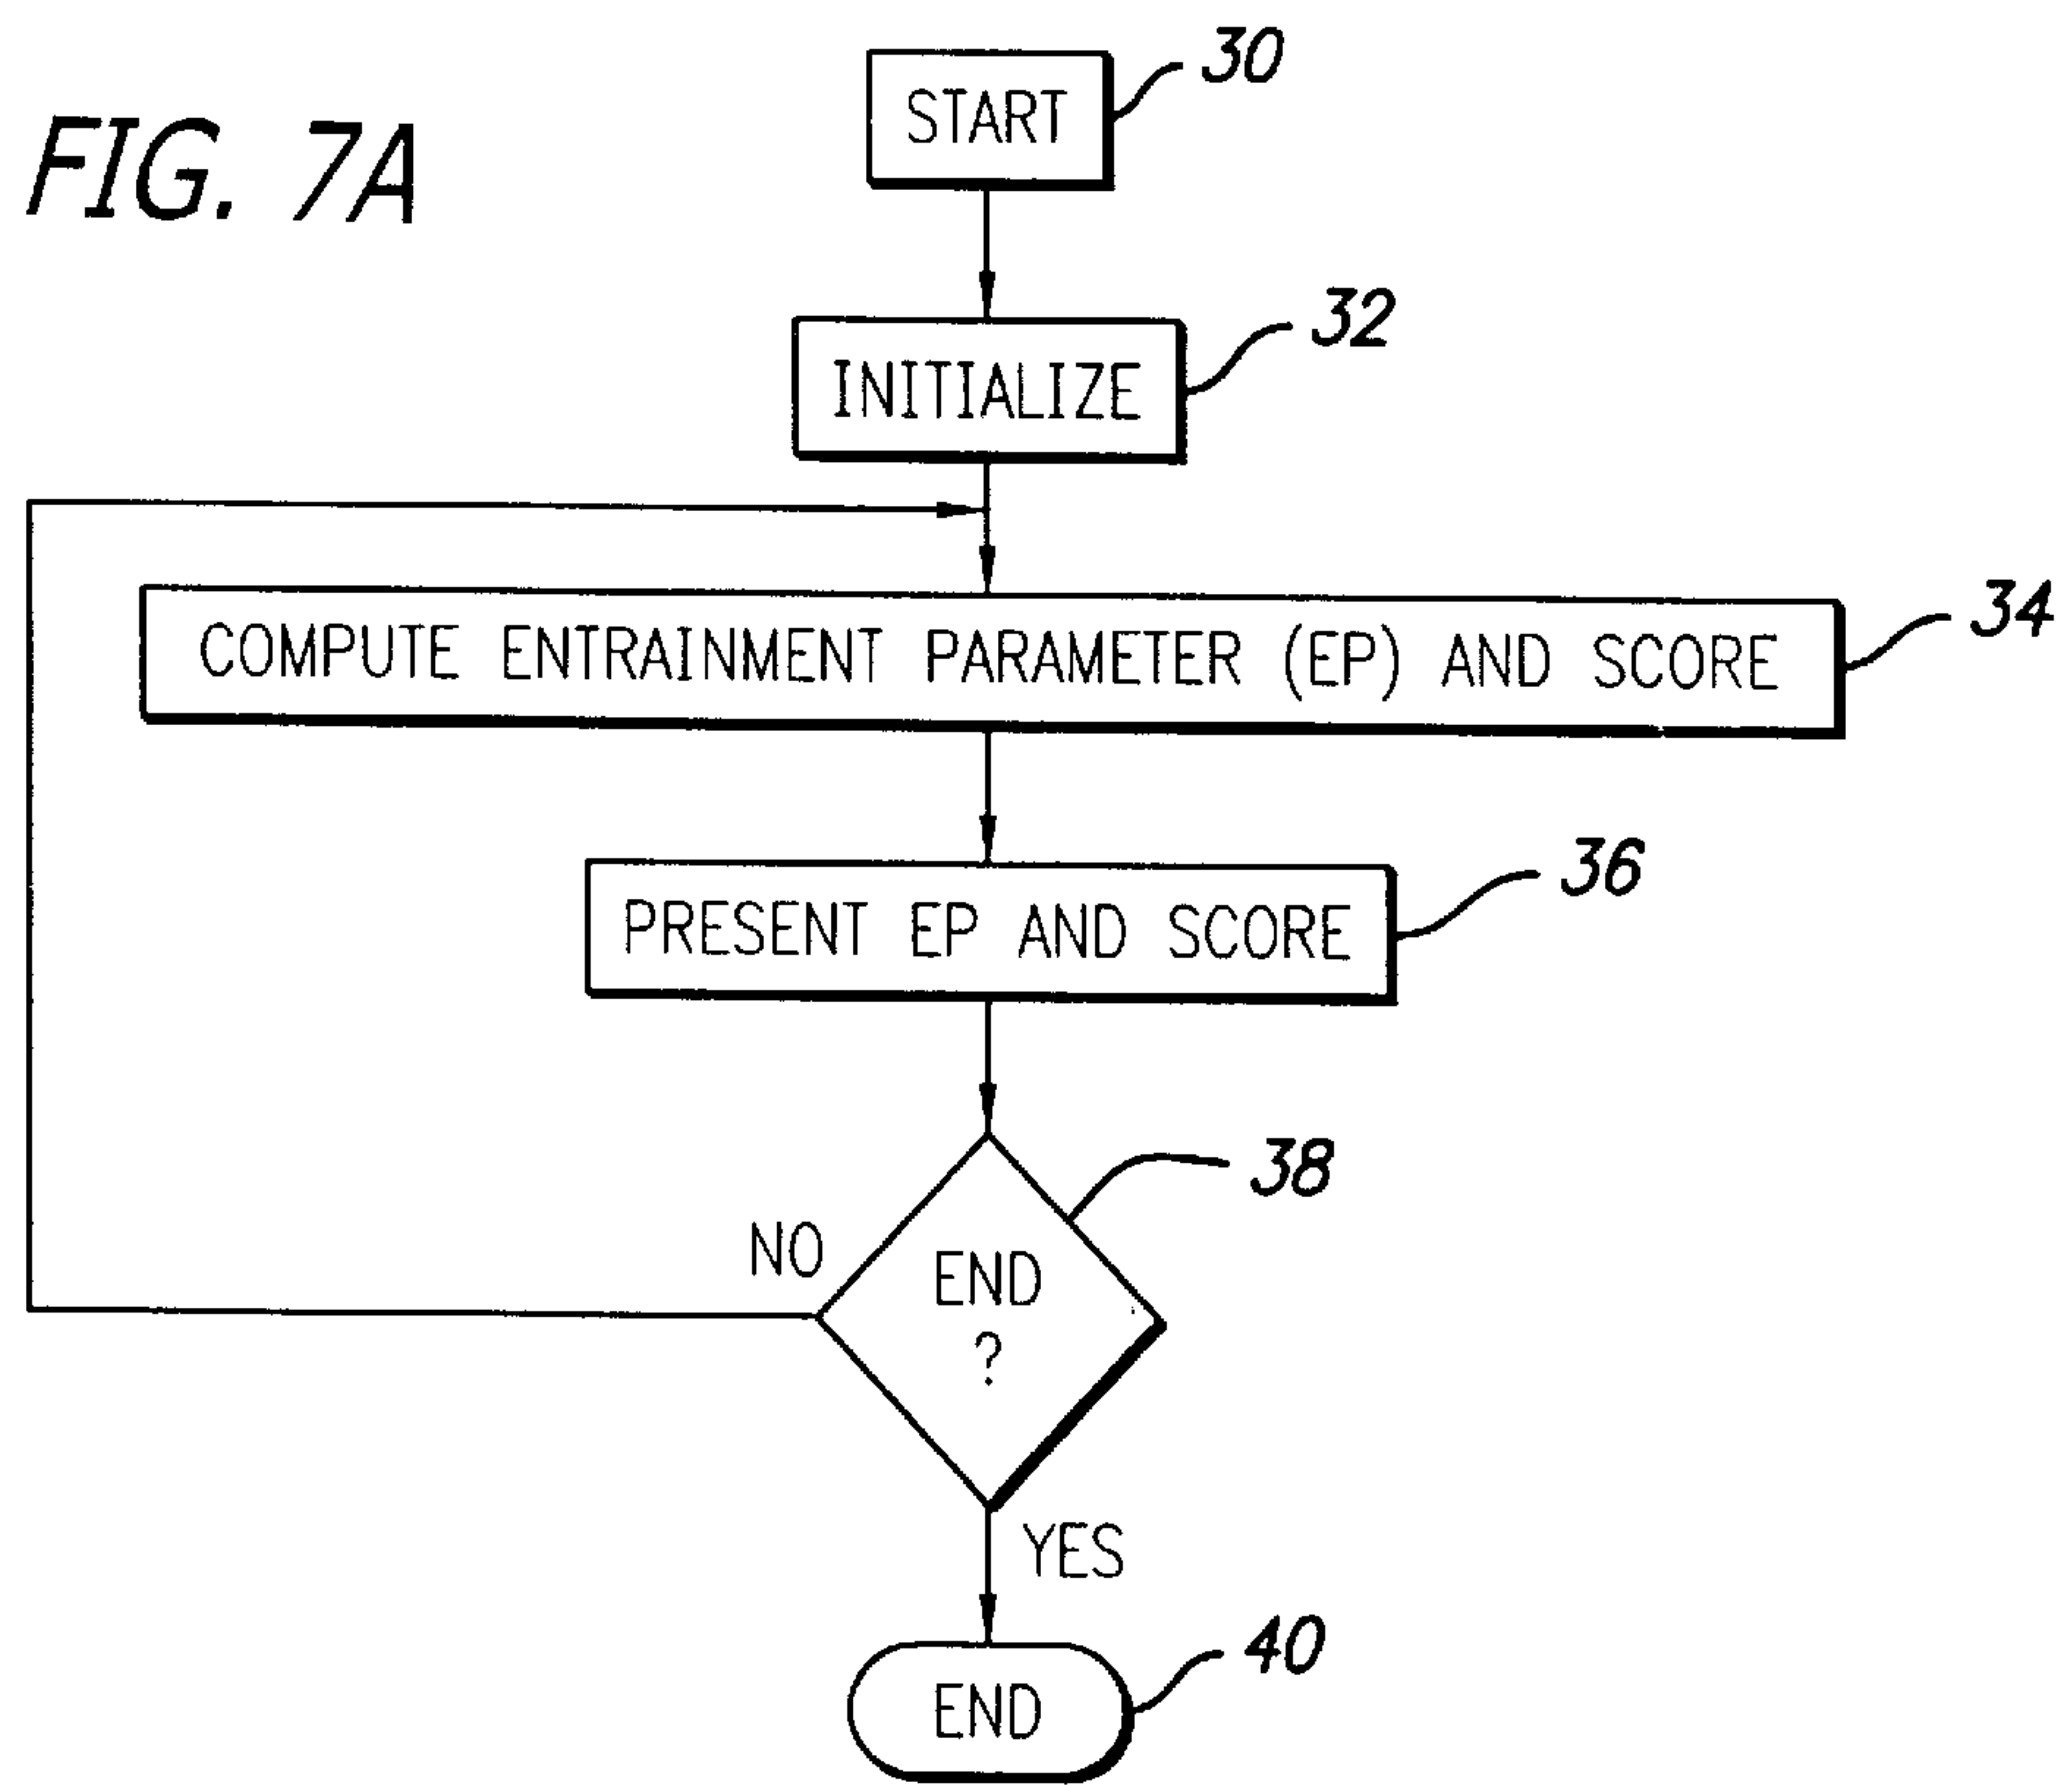 FIG. 7A
START
30
INITIALIZE
32
COMPUTE ENTRAINMENT PARAMETER (EP) AND SCORE
34
PRESENT EP AND SCORE
36
38
NO
END
?
YES
END
40